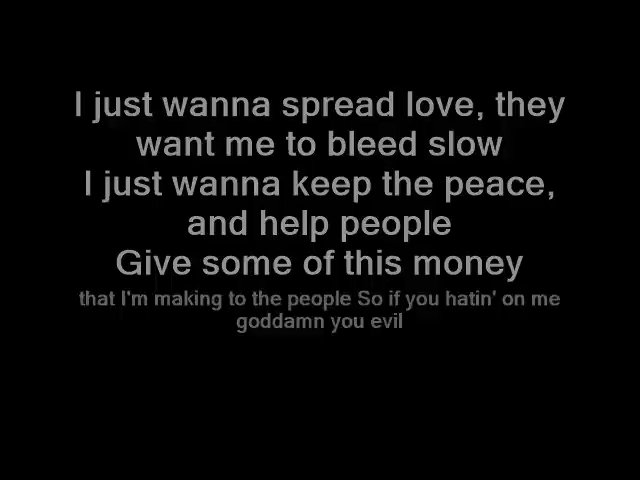 I just wanna spread love, they
want me to bleed slow
I just wanna keep the peace,
and help people
Give some of this money
that I'm making to the people So if you hatin' on me
goddamn you evil